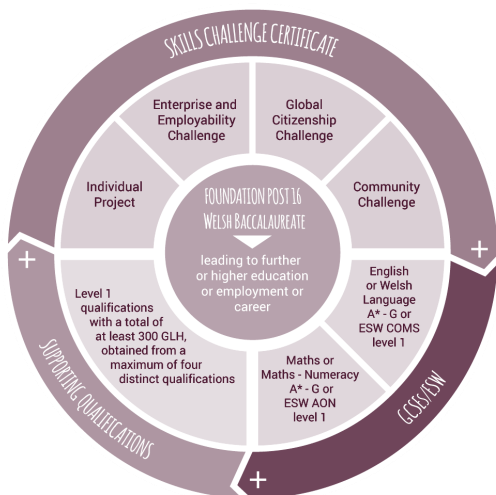 SKILLS CHALLENGE CERTIFICATE
Enterprise and
Employability
Challenge
Global
Citizenship
Challenge
Individual
Project
Community
Challenge
FOUNDATION POST 16
WELSH BACCALAUREATE
leading to further
or higher education
or employment or
career
+
+
Level 1
qualifications
with a total of
at least 300 GLH,
obtained from a
maximum of four
distinct qualifications
English
or Welsh
Language
A* - G or
ESW COMS
level 1
Maths or
Maths - Numeracy
A* - G or
ESW AON
level 1
SUPPORTING QUALIFICATIONS
GCSES/ESW
+